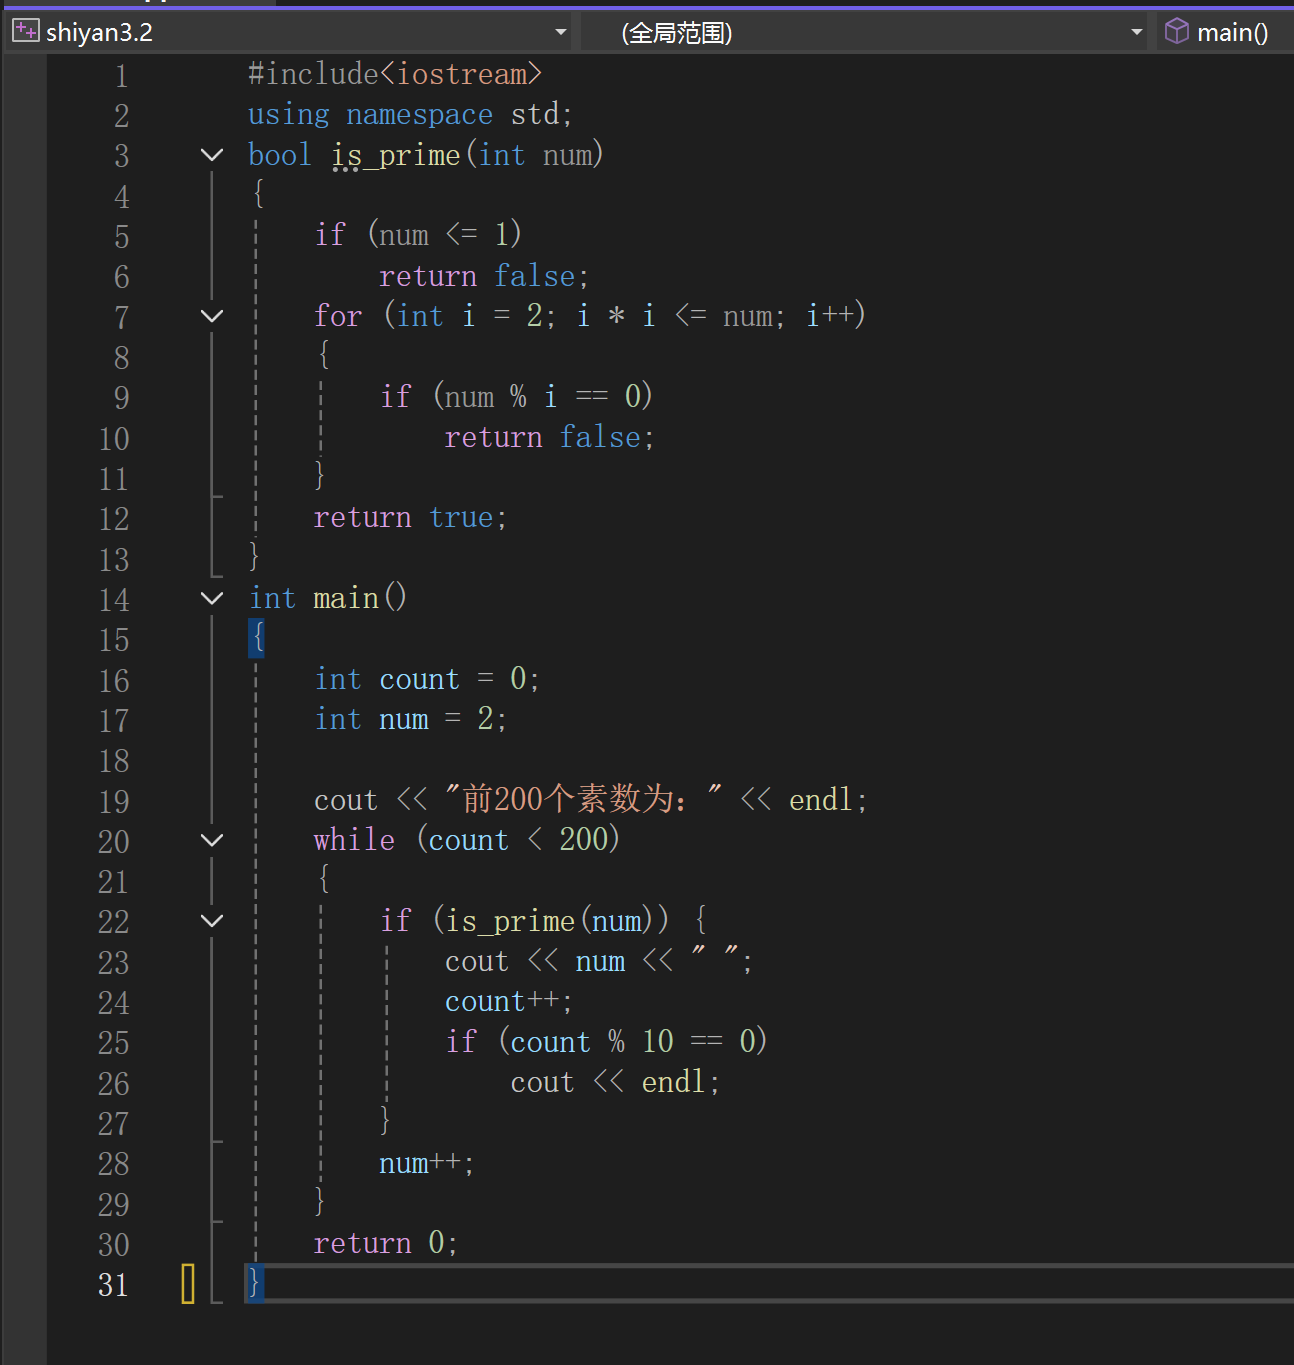 shiyan3.2 (全局范围) main()
1 #include<iostream>
2 using namespace std;
3 bool is_prime(int num)
4 {
5 if (num <= 1)
6 return false;
7 for (int i = 2; i * i <= num; i++)
8 {
9 if (num % i == 0)
10 return false;
11 }
12 return true;
13 }
14 int main()
15 {
16 int count = 0;
17 int num = 2;
18
19 cout << "前200个素数为：" << endl;
20 while (count < 200)
21 {
22 if (is_prime(num)) {
23 cout << num << " ";
24 count++;
25 if (count % 10 == 0)
26 cout << endl;
27 }
28 num++;
29 }
30 return 0;
31 }